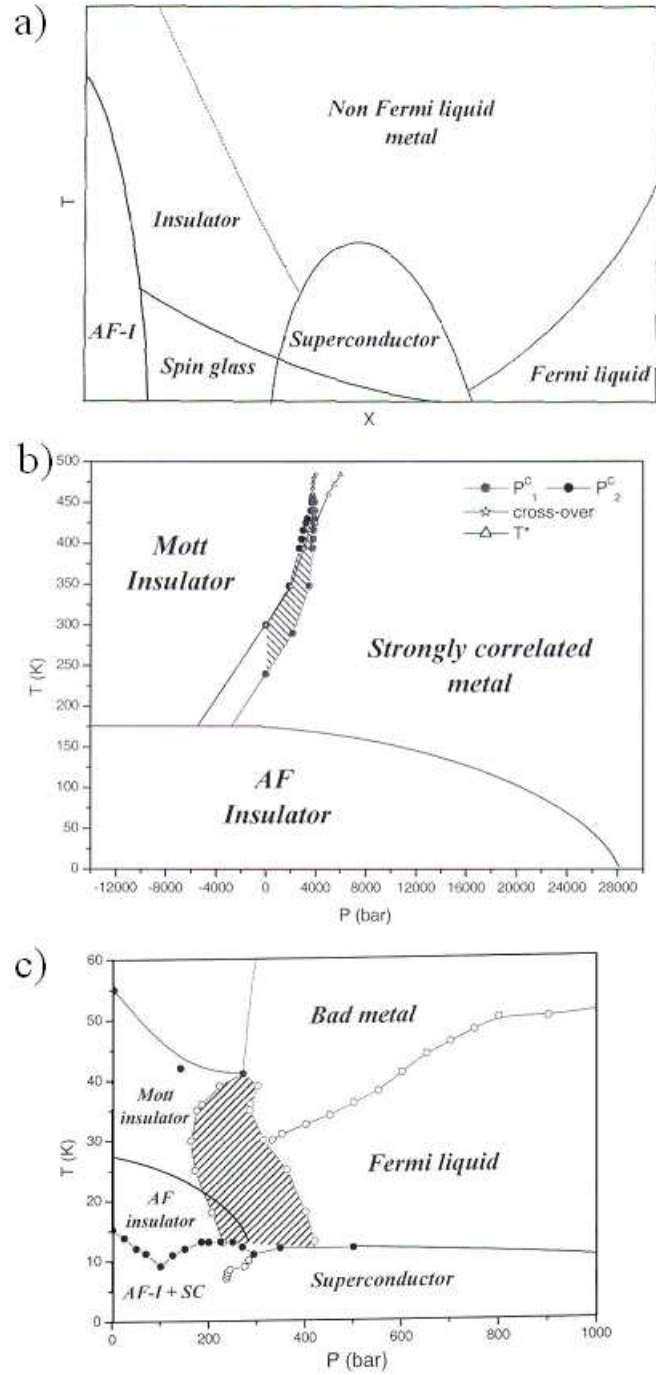 a)
Non Fermi liquid
metal
Insulator
T
AF-I
Spin glass
Superconductor
Fermi liquid
X
b)
500
450
400
350
300
250
200
150
100
50
0
T (K)
P^C_1 P^C_2
cross-over
T*
Mott
Insulator
Strongly correlated
metal
AF
Insulator
-12000 -8000 -4000 0 4000 8000 12000 16000 20000 24000 28000
P (bar)
c)
60
50
40
30
20
10
0
T (K)
Bad metal
Mott
insulator
Fermi liquid
AF
insulator
AF-I + SC
Superconductor
0 200 400 600 800 1000
P (bar)